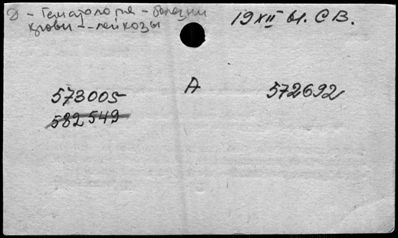 Э - Гематология - болезни 19 XII 61. С В.
крови - лейкозы
573005 А 572692
582549